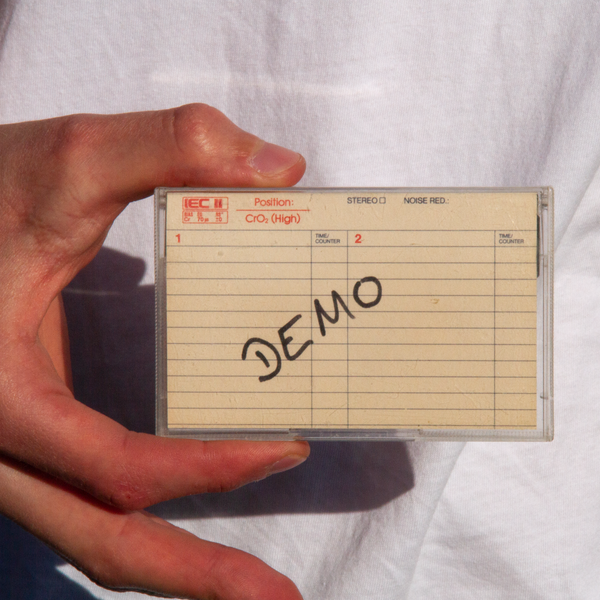 IEC II
Position:
STEREO □ NOISE RED.:
CrO₂ (High)
1 TIME/ 2 TIME/
COUNTER COUNTER
DEMO